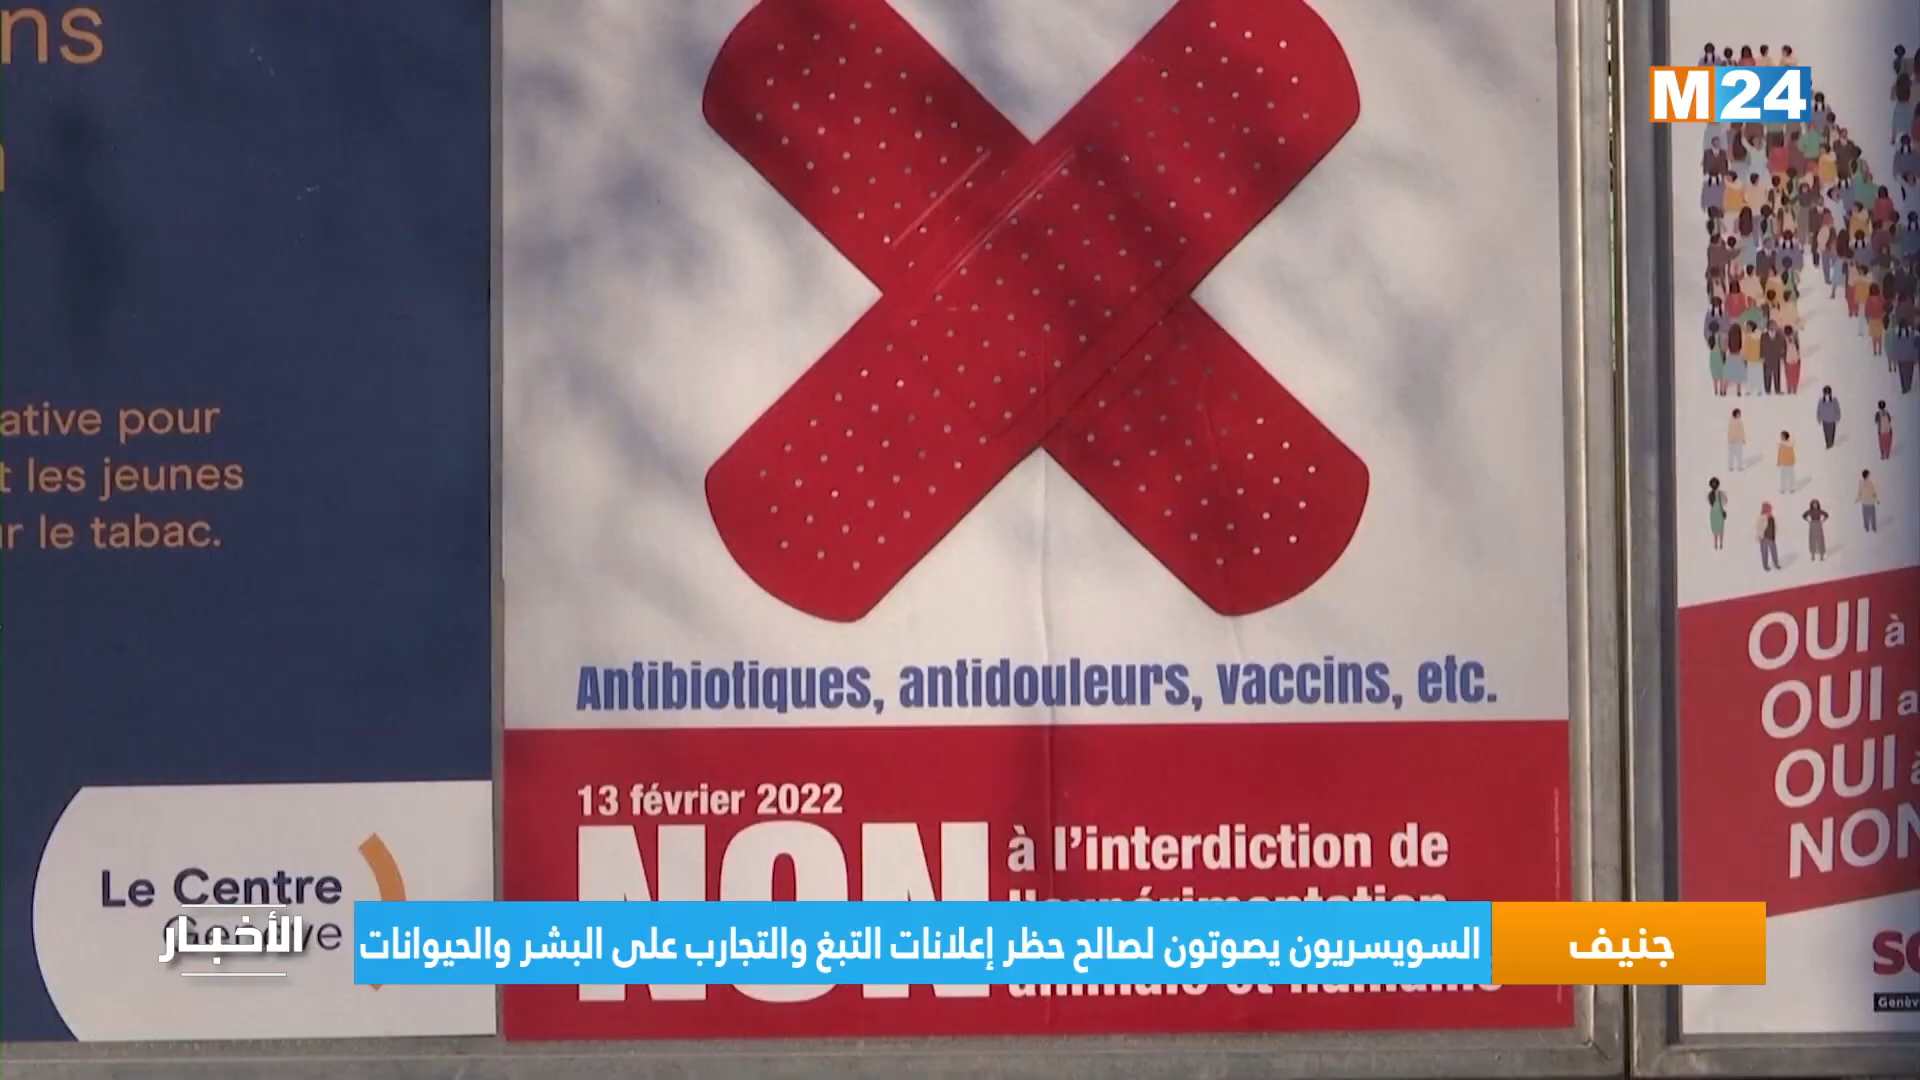 ns
M24
ative pour
t les jeunes
r le tabac.
Antibiotiques, antidouleurs, vaccins, etc.
13 février 2022
NON
à l'interdiction de
OUI à
OUI
OUI
NON
Le Centre
الأخبار
جنيف
السويسريون يصوتون لصالح حظر إعلانات التبغ والتجارب على البشر والحيوانات